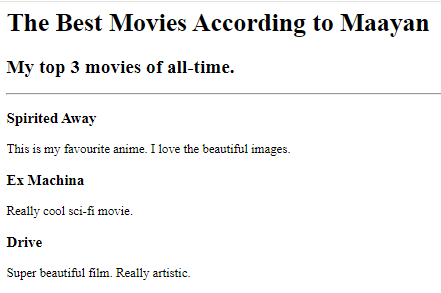 The Best Movies According to Maayan
My top 3 movies of all-time.
Spirited Away
This is my favourite anime. I love the beautiful images.
Ex Machina
Really cool sci-fi movie.
Drive
Super beautiful film. Really artistic.